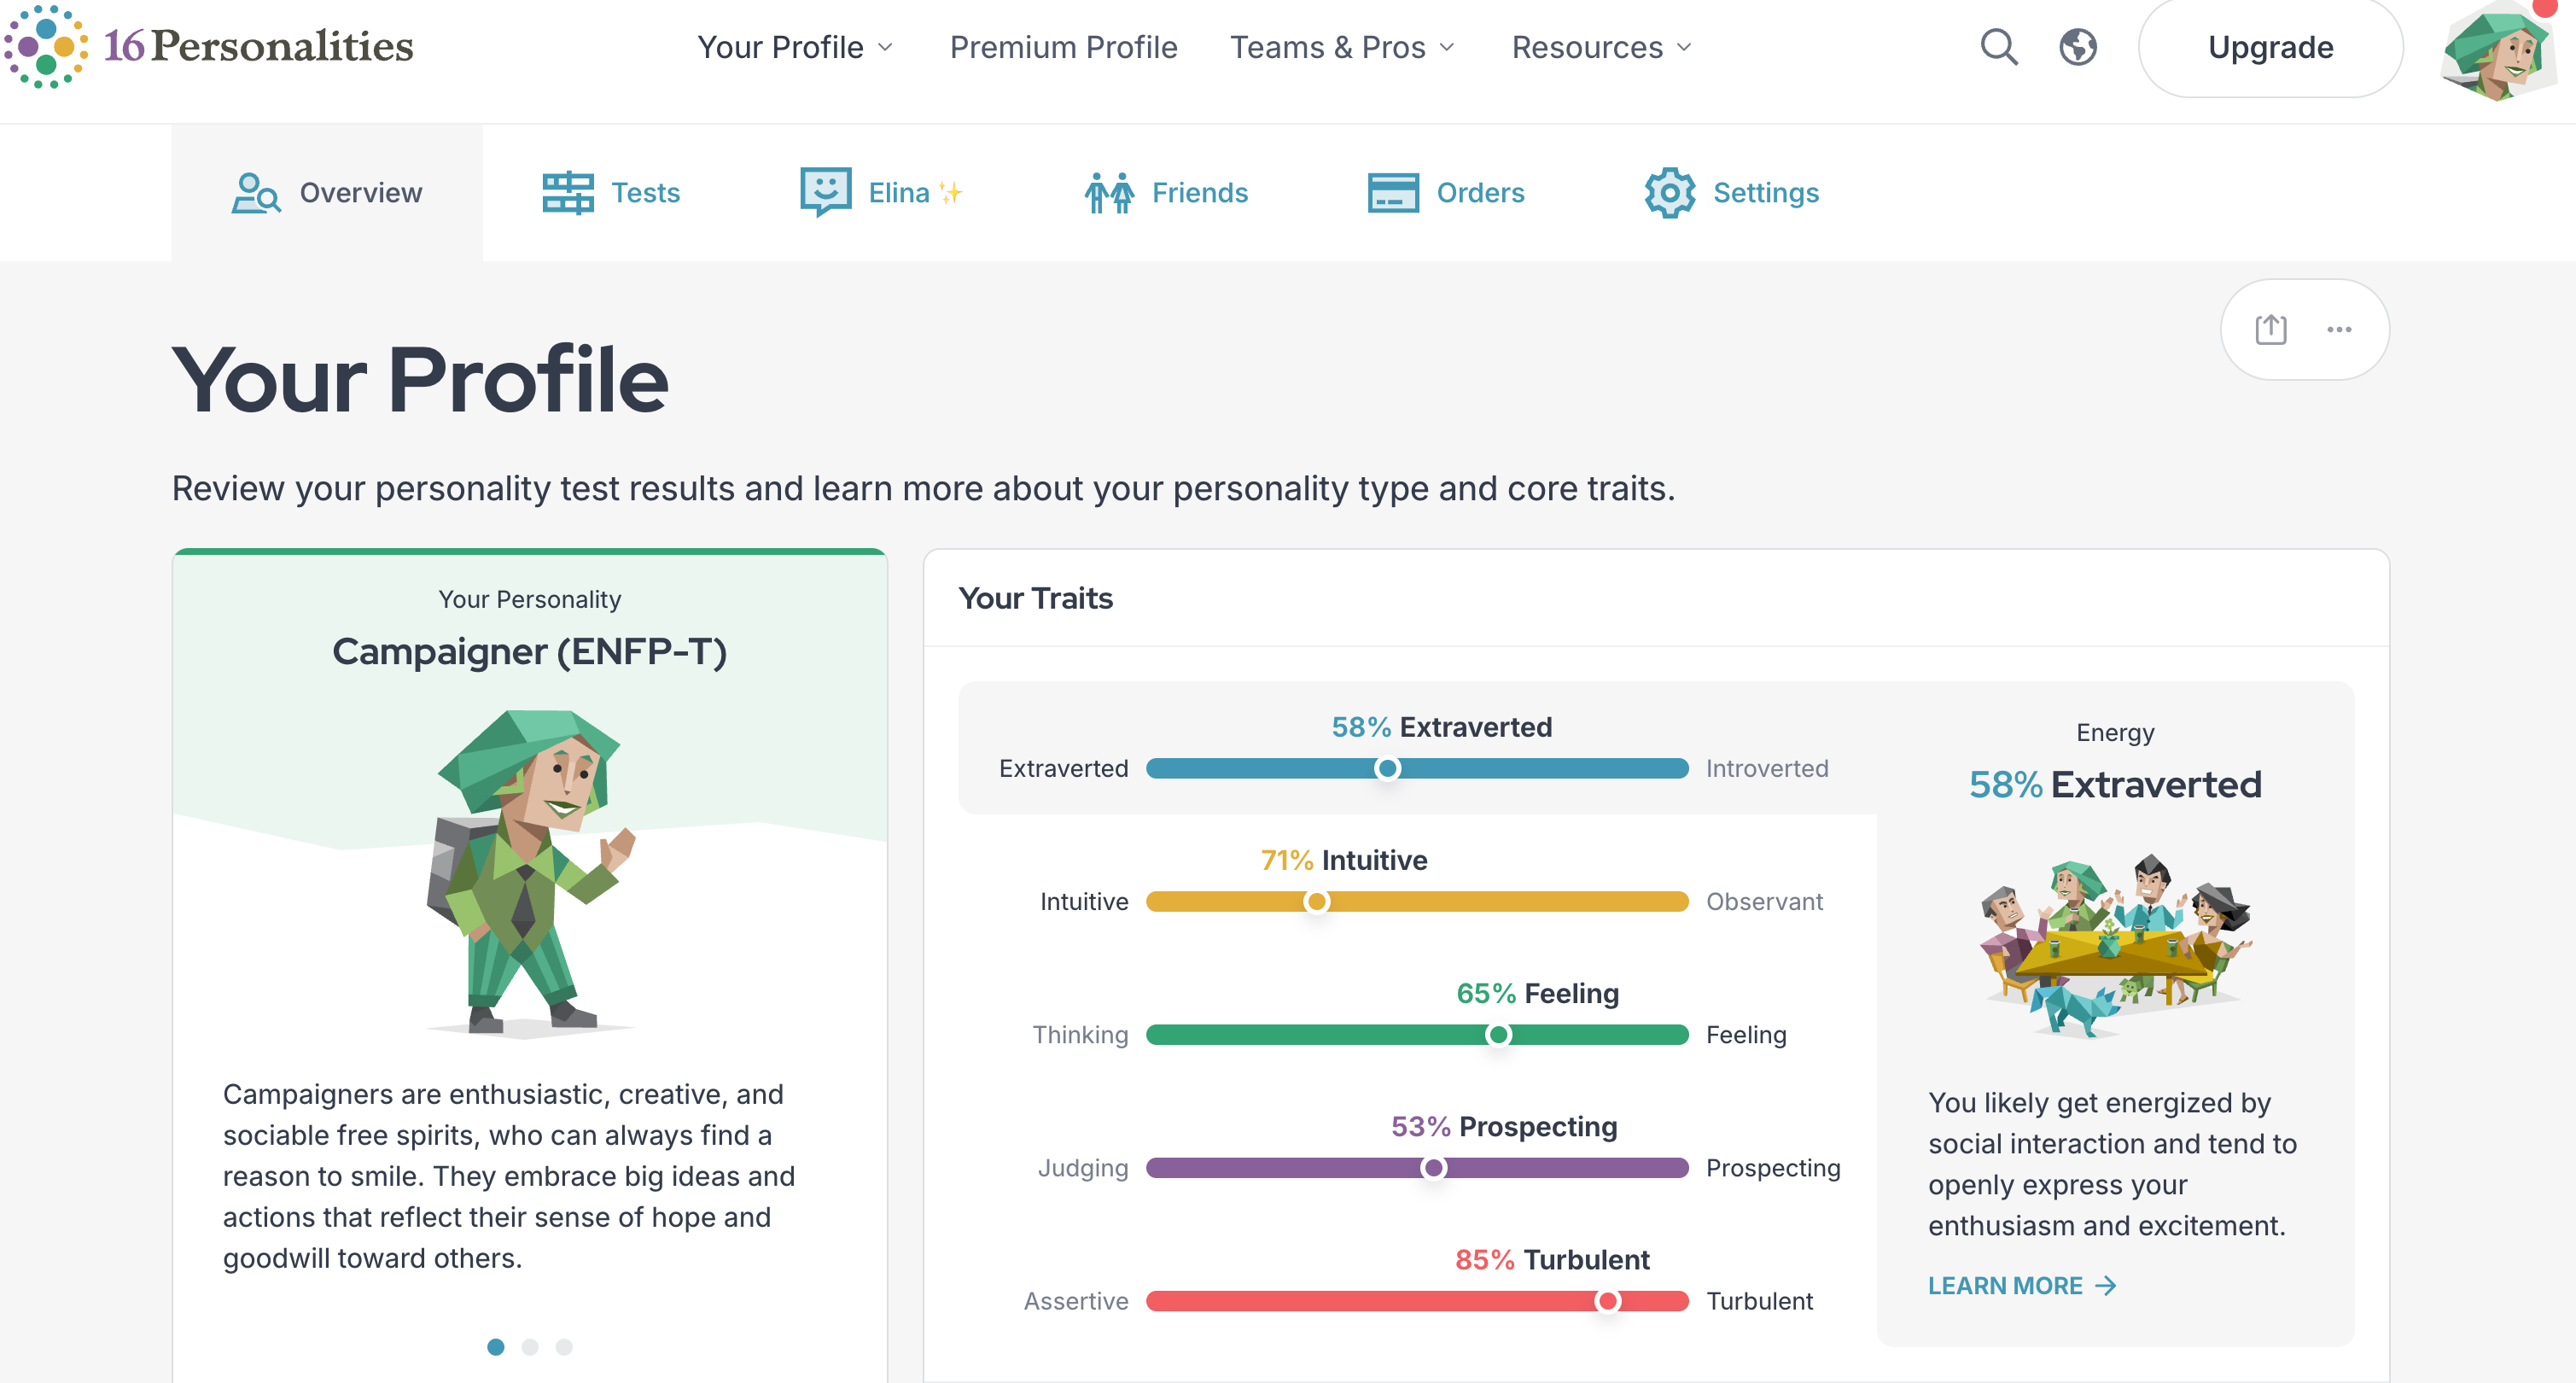 16Personalities
Your Profile
Premium Profile
Teams & Pros
Resources
Upgrade
Overview
Tests
Elina ✨
Friends
Orders
Settings
Your Profile
Review your personality test results and learn more about your personality type and core traits.
Your Personality
Campaigner (ENFP-T)
Campaigners are enthusiastic, creative, and
sociable free spirits, who can always find a
reason to smile. They embrace big ideas and
actions that reflect their sense of hope and
goodwill toward others.
Your Traits
58% Extraverted
Extraverted
Introverted
71% Intuitive
Intuitive
Observant
65% Feeling
Thinking
Feeling
53% Prospecting
Judging
Prospecting
85% Turbulent
Assertive
Turbulent
Energy
58% Extraverted
You likely get energized by
social interaction and tend to
openly express your
enthusiasm and excitement.
LEARN MORE →